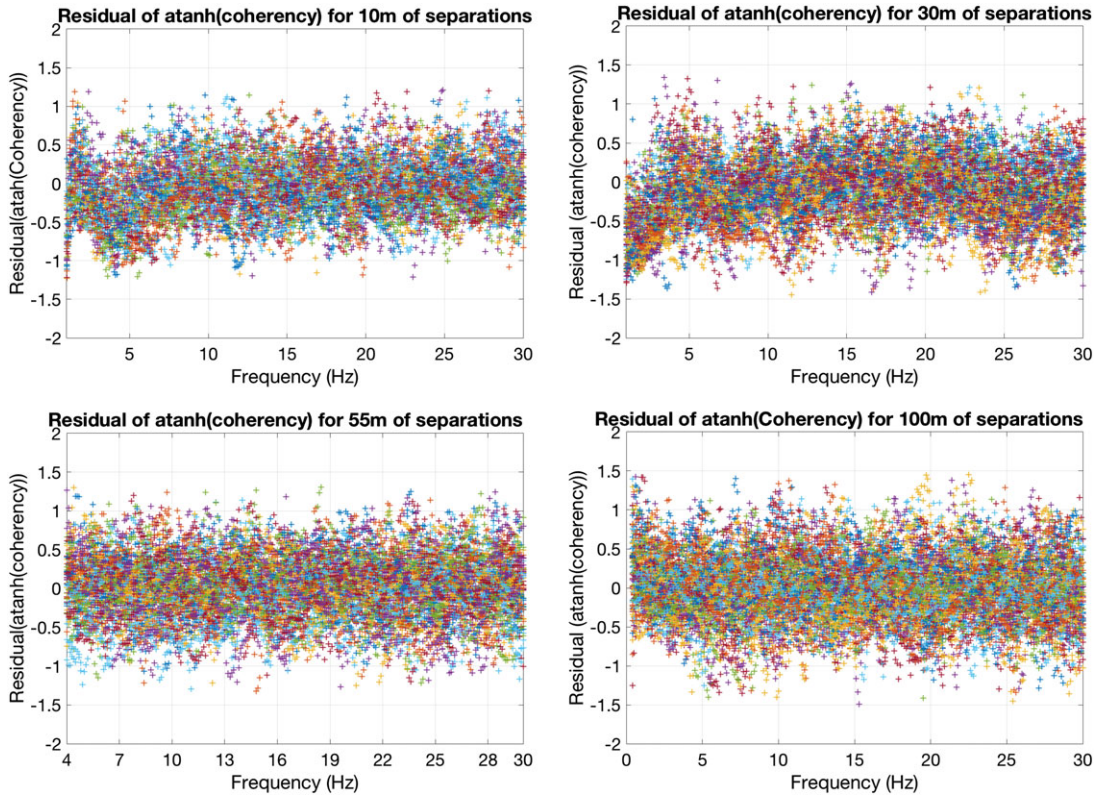 Residual of atanh(coherency) for 10m of separations
2
1.5
1
0.5
0
-0.5
-1
-1.5
-2
Residual(atah(Coherency))
4 5 10 15 20 25 30
Frequency (Hz)
Residual of atanh(coherency) for 30m of separations
2
1.5
1
0.5
0
-0.5
-1
-1.5
-2
Residual (atanh(coherency))
5 10 15 20 25 30
Frequency (Hz)
Residual of atanh(coherency) for 55m of separations
2
1.5
1
0.5
0
-0.5
-1
-1.5
-2
Residual(atanh(coherency))
4 7 10 13 16 19 22 25 28 30
Frequency (Hz)
Residual of atanh(Coherency) for 100m of separations
2
1.5
1
0.5
0
-0.5
-1
-1.5
-2
Residual (atanh(coherency))
0 5 10 15 20 25 30
Frequency (Hz)